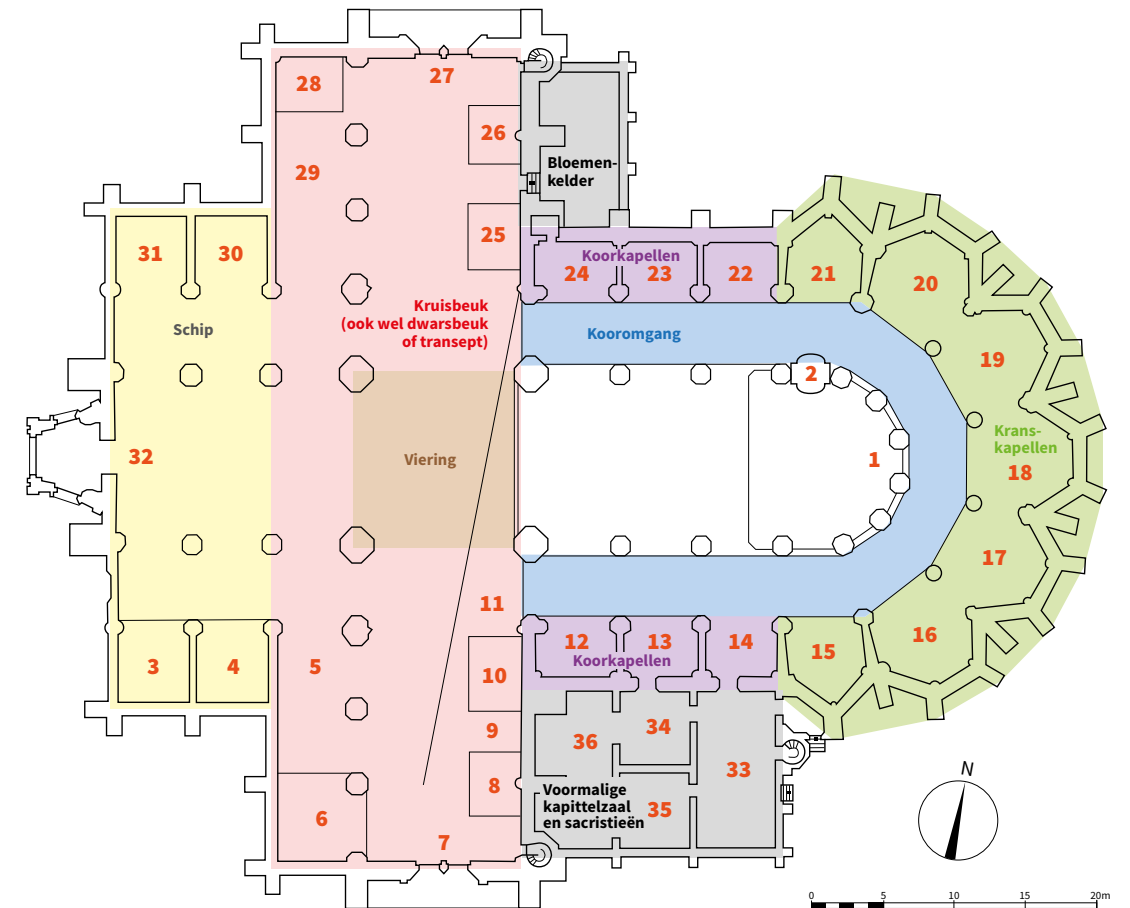 27
28
26
Bloemen-
kelder
29
25
31
30
Koorkapellen
24
23
22
21
20
Kruisbeuk
(ook wel dwarsbeuk
of transept)
Schip
Kooromgang
19
2
Krans-
kapellen
18
32
Viering
1
17
11
16
12
13
14
15
Koorkapellen
3
4
5
10
9
36
34
33
8
Voormalige
kapittelzaal
en sacristieën
35
6
7
N
0 5 10 15 20m